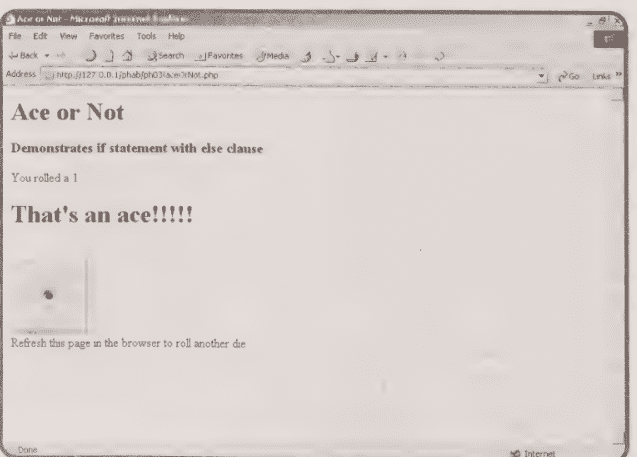 Ace or Not - Microsoft Internet Explorer
File Edit View Favorites Tools Help
Back Search Favorites Media
Address http://127.0.0.1/phab/ph03/aceOrNot.php Go Links »
Ace or Not
Demonstrates if statement with else clause
You rolled a 1
That's an ace!!!!!
Refresh this page in the browser to roll another die
Done Internet